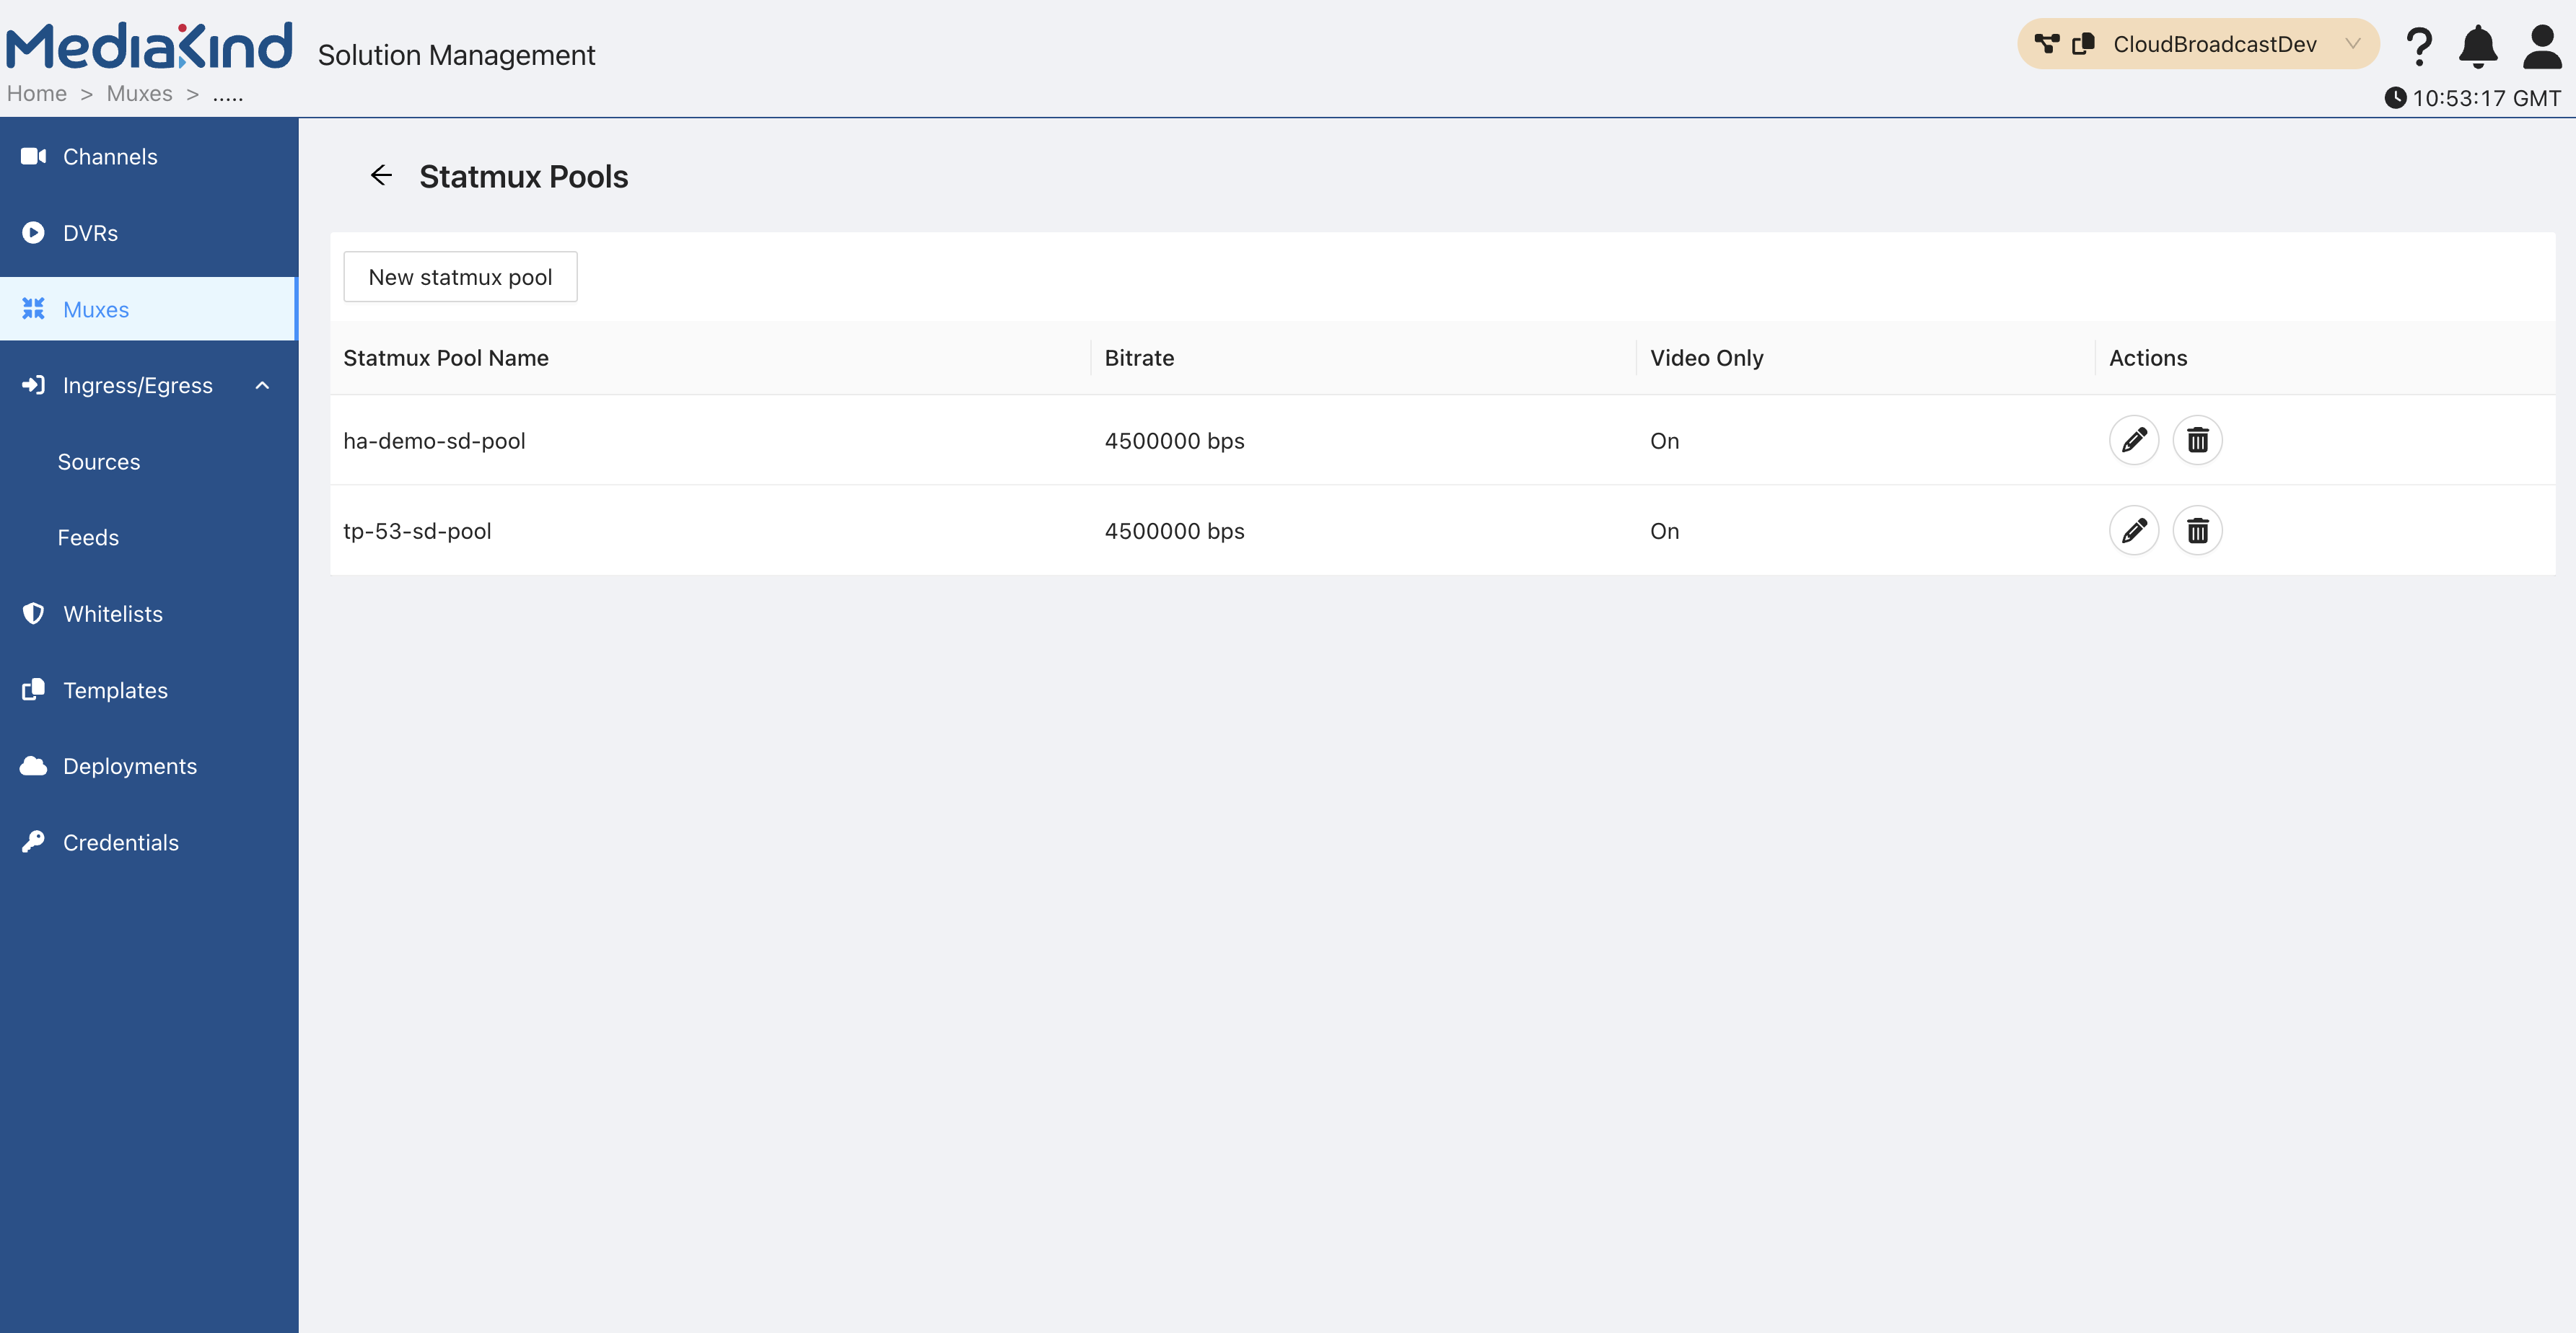 MediaKind Solution Management
CloudBroadcastDev
Home > Muxes > .....
10:53:17 GMT
Channels
DVRs
Muxes
Ingress/Egress
Sources
Feeds
Whitelists
Templates
Deployments
Credentials
Statmux Pools
New statmux pool
Statmux Pool Name Bitrate Video Only Actions
ha-demo-sd-pool 4500000 bps On
tp-53-sd-pool 4500000 bps On